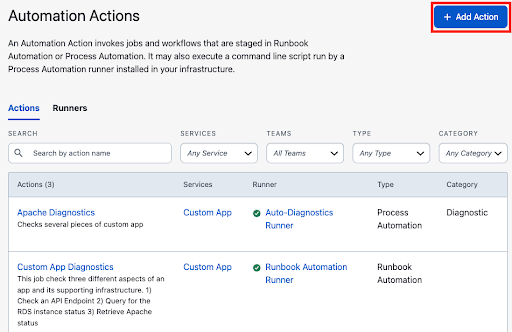 Automation Actions
+ Add Action
An Automation Action invokes jobs and workflows that are staged in Runbook
Automation or Process Automation. It may also execute a command line script run by a
Process Automation runner installed in your infrastructure.
Actions Runners
SEARCH SERVICES TEAMS TYPE CATEGORY
Search by action name Any Service All Teams Any Type Any Category
Actions (3) Services Runner Type Category
Apache Diagnostics Custom App Auto-Diagnostics Process Diagnostic
Checks several pieces of custom app Runner Automation
Custom App Diagnostics Custom App Runbook Automation Runbook
This job check three different aspects of an Runner Automation
app and its supporting infrastructure. 1)
Check an API Endpoint 2) Query for the
RDS instance status 3) Retrieve Apache
status